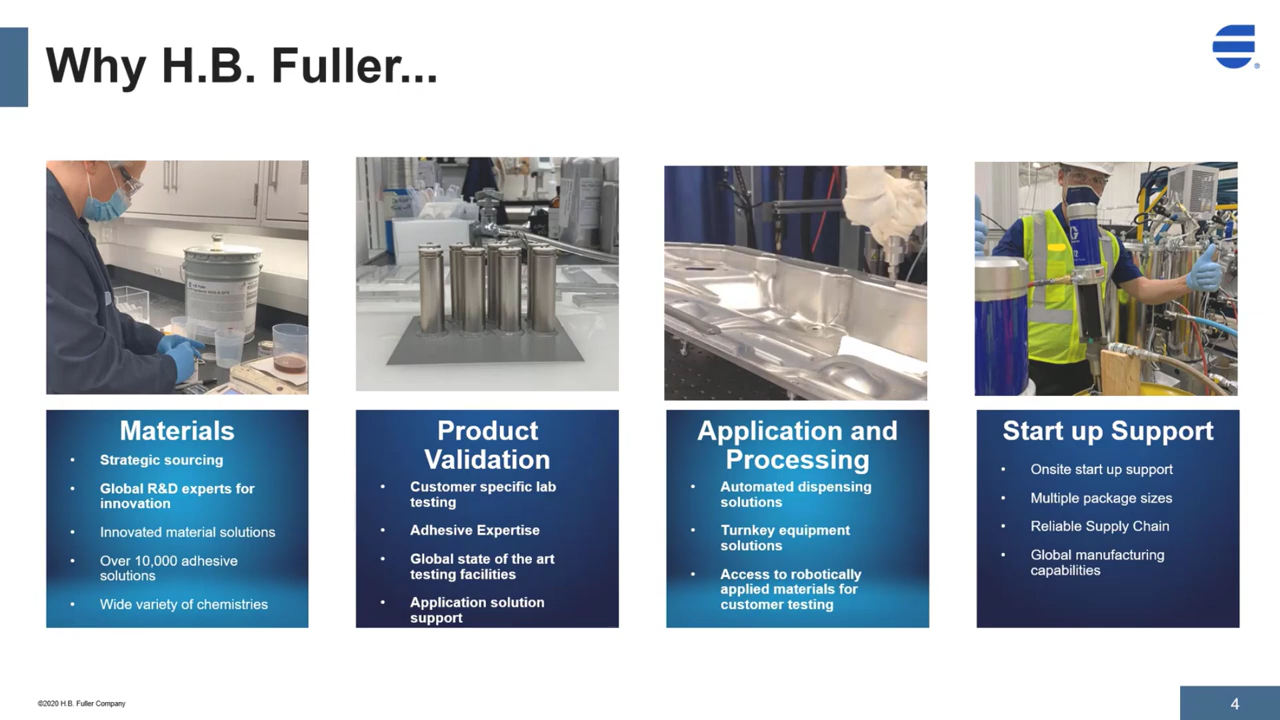 Why H.B. Fuller...
®
Materials
• Strategic sourcing
• Global R&D experts for
innovation
• Innovated material solutions
• Over 10,000 adhesive
solutions
• Wide variety of chemistries
Product
Validation
• Customer specific lab
testing
• Adhesive Expertise
• Global state of the art
testing facilities
• Application solution
support
Application and
Processing
• Automated dispensing
solutions
• Turnkey equipment
solutions
• Access to robotically
applied materials for
customer testing
Start up Support
• Onsite start up support
• Multiple package sizes
• Reliable Supply Chain
• Global manufacturing
capabilities
©2020 H.B. Fuller Company
4